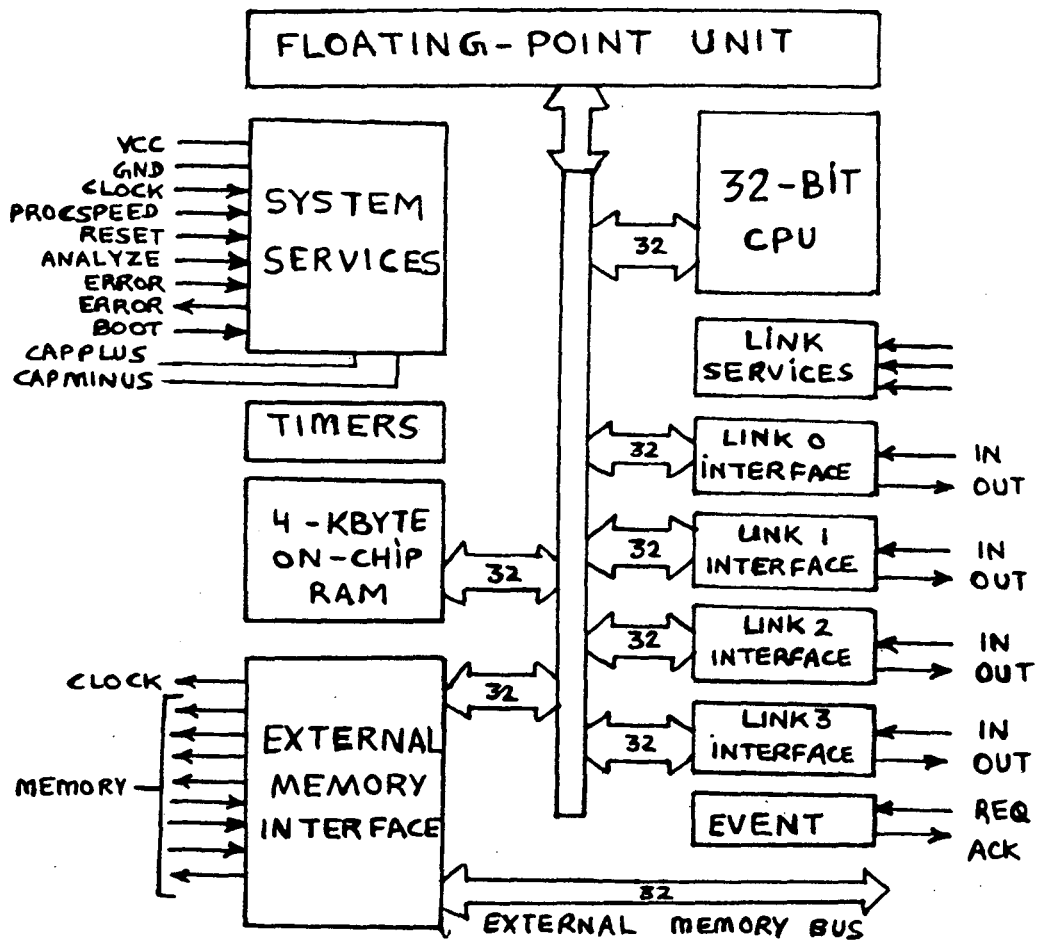 FLOATING-POINT UNIT
VCC
GND
CLOCK
PROCSPEED
RESET
ANALYZE
ERROR
ERROR
BOOT
CAPPLUS
CAPMINUS
SYSTEM
SERVICES
32-BIT
CPU
32
LINK
SERVICES
TIMERS
LINK 0
INTERFACE
32
IN
OUT
4-KBYTE
ON-CHIP
RAM
32
LINK 1
INTERFACE
32
IN
OUT
LINK 2
INTERFACE
32
IN
OUT
CLOCK
MEMORY
EXTERNAL
MEMORY
INTERFACE
32
LINK 3
INTERFACE
32
IN
OUT
EVENT
REQ
ACK
32
EXTERNAL MEMORY BUS